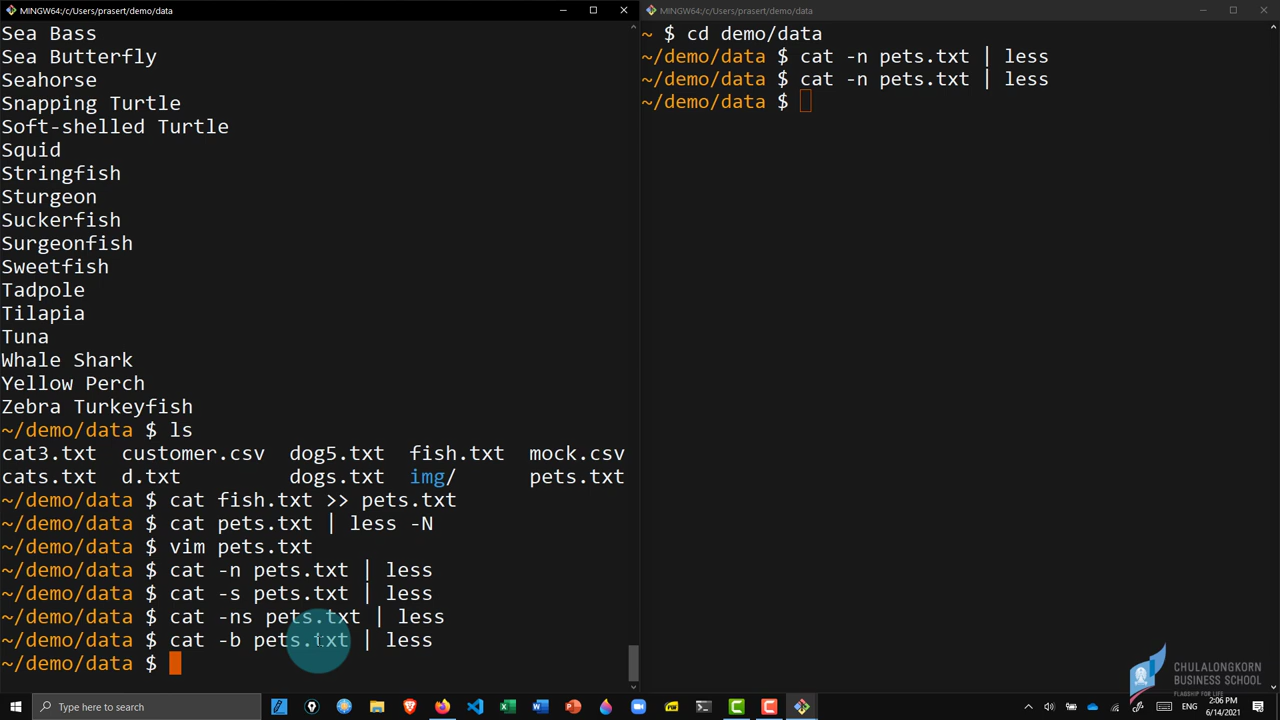 MINGW64:/c/Users/prasert/demo/data
Sea Bass
Sea Butterfly
Seahorse
Snapping Turtle
Soft-shelled Turtle
Squid
Stringfish
Sturgeon
Suckerfish
Surgeonfish
Sweetfish
Tadpole
Tilapia
Tuna
Whale Shark
Yellow Perch
Zebra Turkeyfish
~/demo/data $ ls
cat3.txt customer.csv dog5.txt fish.txt mock.csv
cats.txt d.txt dogs.txt img/ pets.txt
~/demo/data $ cat fish.txt >> pets.txt
~/demo/data $ cat pets.txt | less -N
~/demo/data $ vim pets.txt
~/demo/data $ cat -n pets.txt | less
~/demo/data $ cat -s pets.txt | less
~/demo/data $ cat -ns pets.txt | less
~/demo/data $ cat -b pets.txt | less
~/demo/data $
MINGW64:/c/Users/prasert/demo/data
~ $ cd demo/data
~/demo/data $ cat -n pets.txt | less
~/demo/data $ cat -n pets.txt | less
~/demo/data $
CHULALONGKORN
BUSINESS SCHOOL
FLAGSHIP FOR LIFE
Type here to search
2:06 PM
6/14/2021